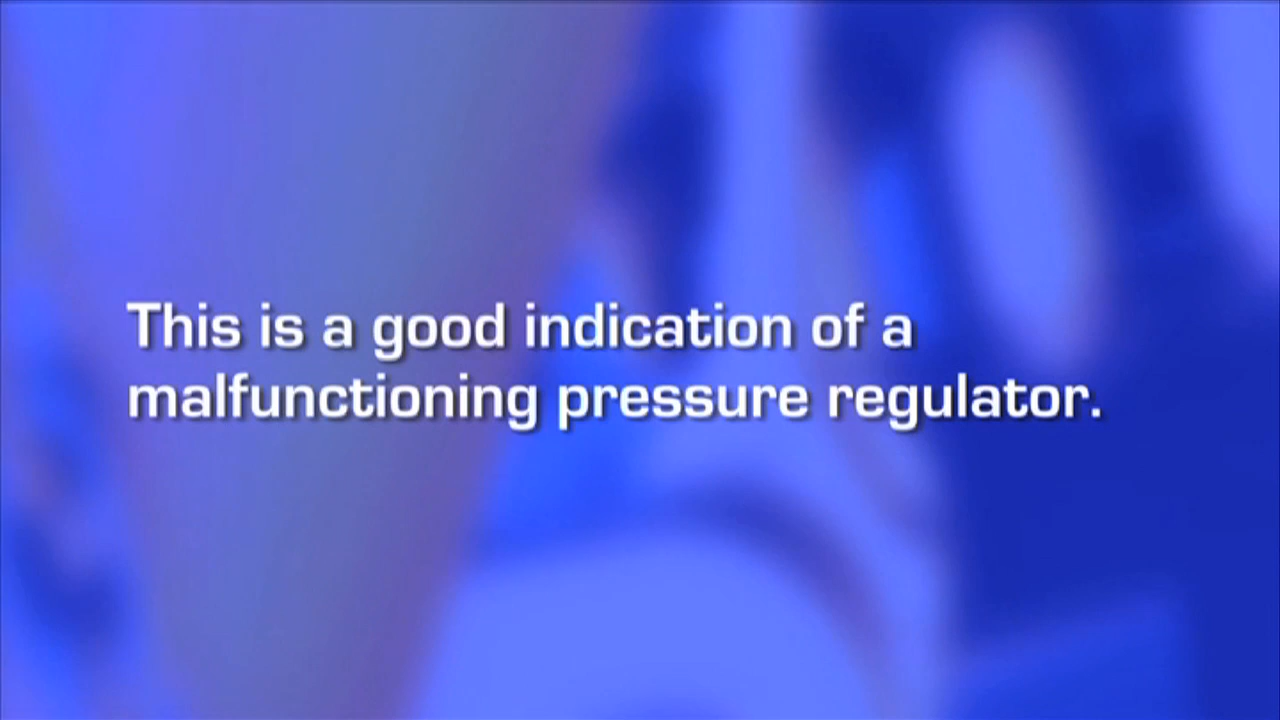 This is a good indication of a
malfunctioning pressure regulator.